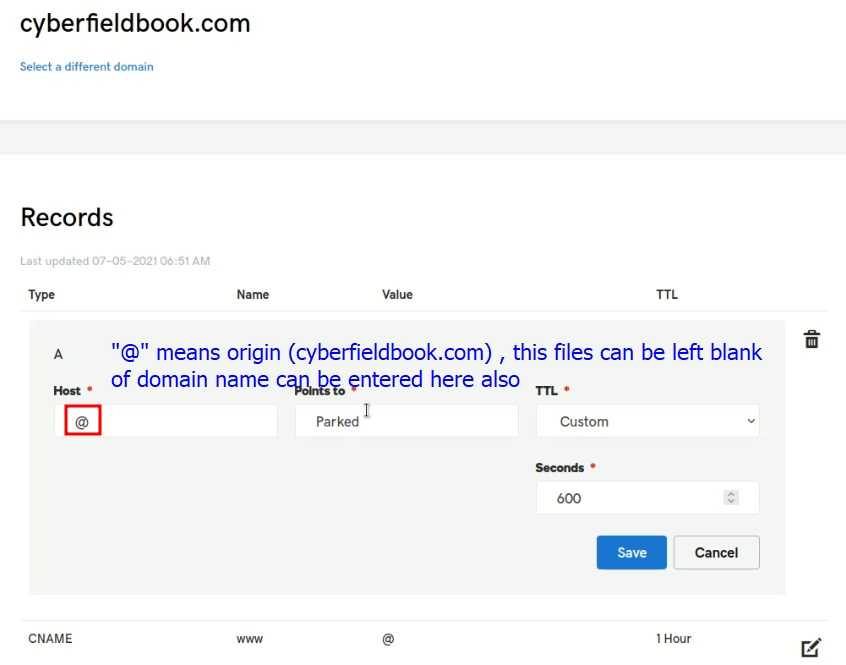 cyberfieldbook.com
Select a different domain
Records
Last updated 07-05-2021 06:51 AM
Type Name Value TTL
A
"@" means origin (cyberfieldbook.com) , this files can be left blank
of domain name can be entered here also
Host * Points to * TTL *
@ Parked Custom
Seconds *
600
Save Cancel
CNAME www @ 1 Hour